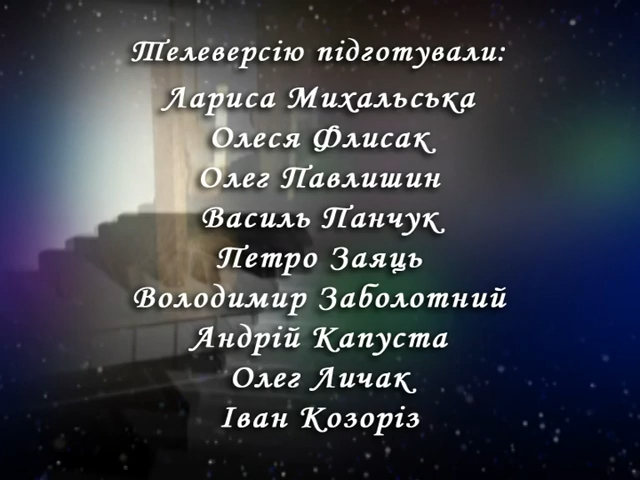 Телеверсію підготували:
Лариса Михальська
Олеся Флисак
Олег Павлишин
Василь Панчук
Петро Заяць
Володимир Заболотний
Андрій Капуста
Олег Личак
Іван Козоріз